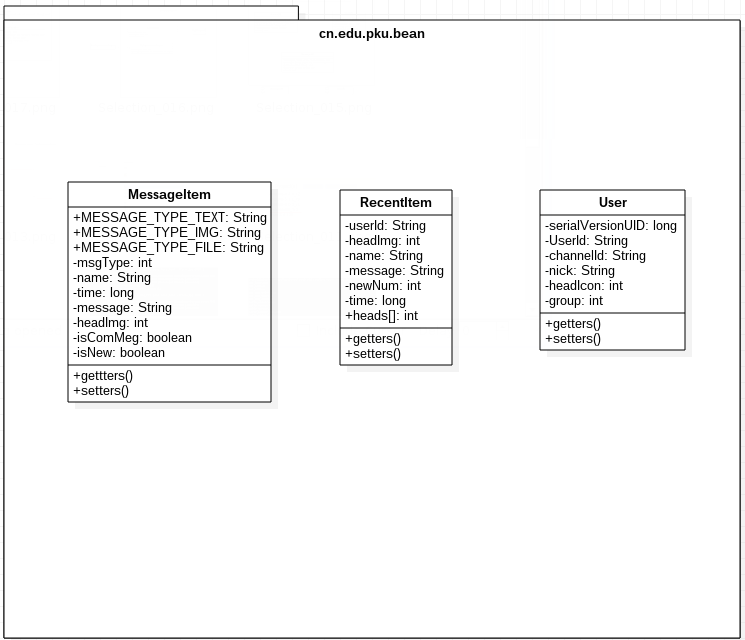 cn.edu.pku.bean
MessageItem
+MESSAGE_TYPE_TEXT: String
+MESSAGE_TYPE_IMG: String
+MESSAGE_TYPE_FILE: String
-msgType: int
-name: String
-time: long
-message: String
-headImg: int
-isComMeg: boolean
-isNew: boolean
+gettters()
+setters()
RecentItem
-userId: String
-headImg: int
-name: String
-message: String
-newNum: int
-time: long
+heads[]: int
+getters()
+setters()
User
-serialVersionUID: long
-UserId: String
-channelId: String
-nick: String
-headIcon: int
-group: int
+getters()
+setters()